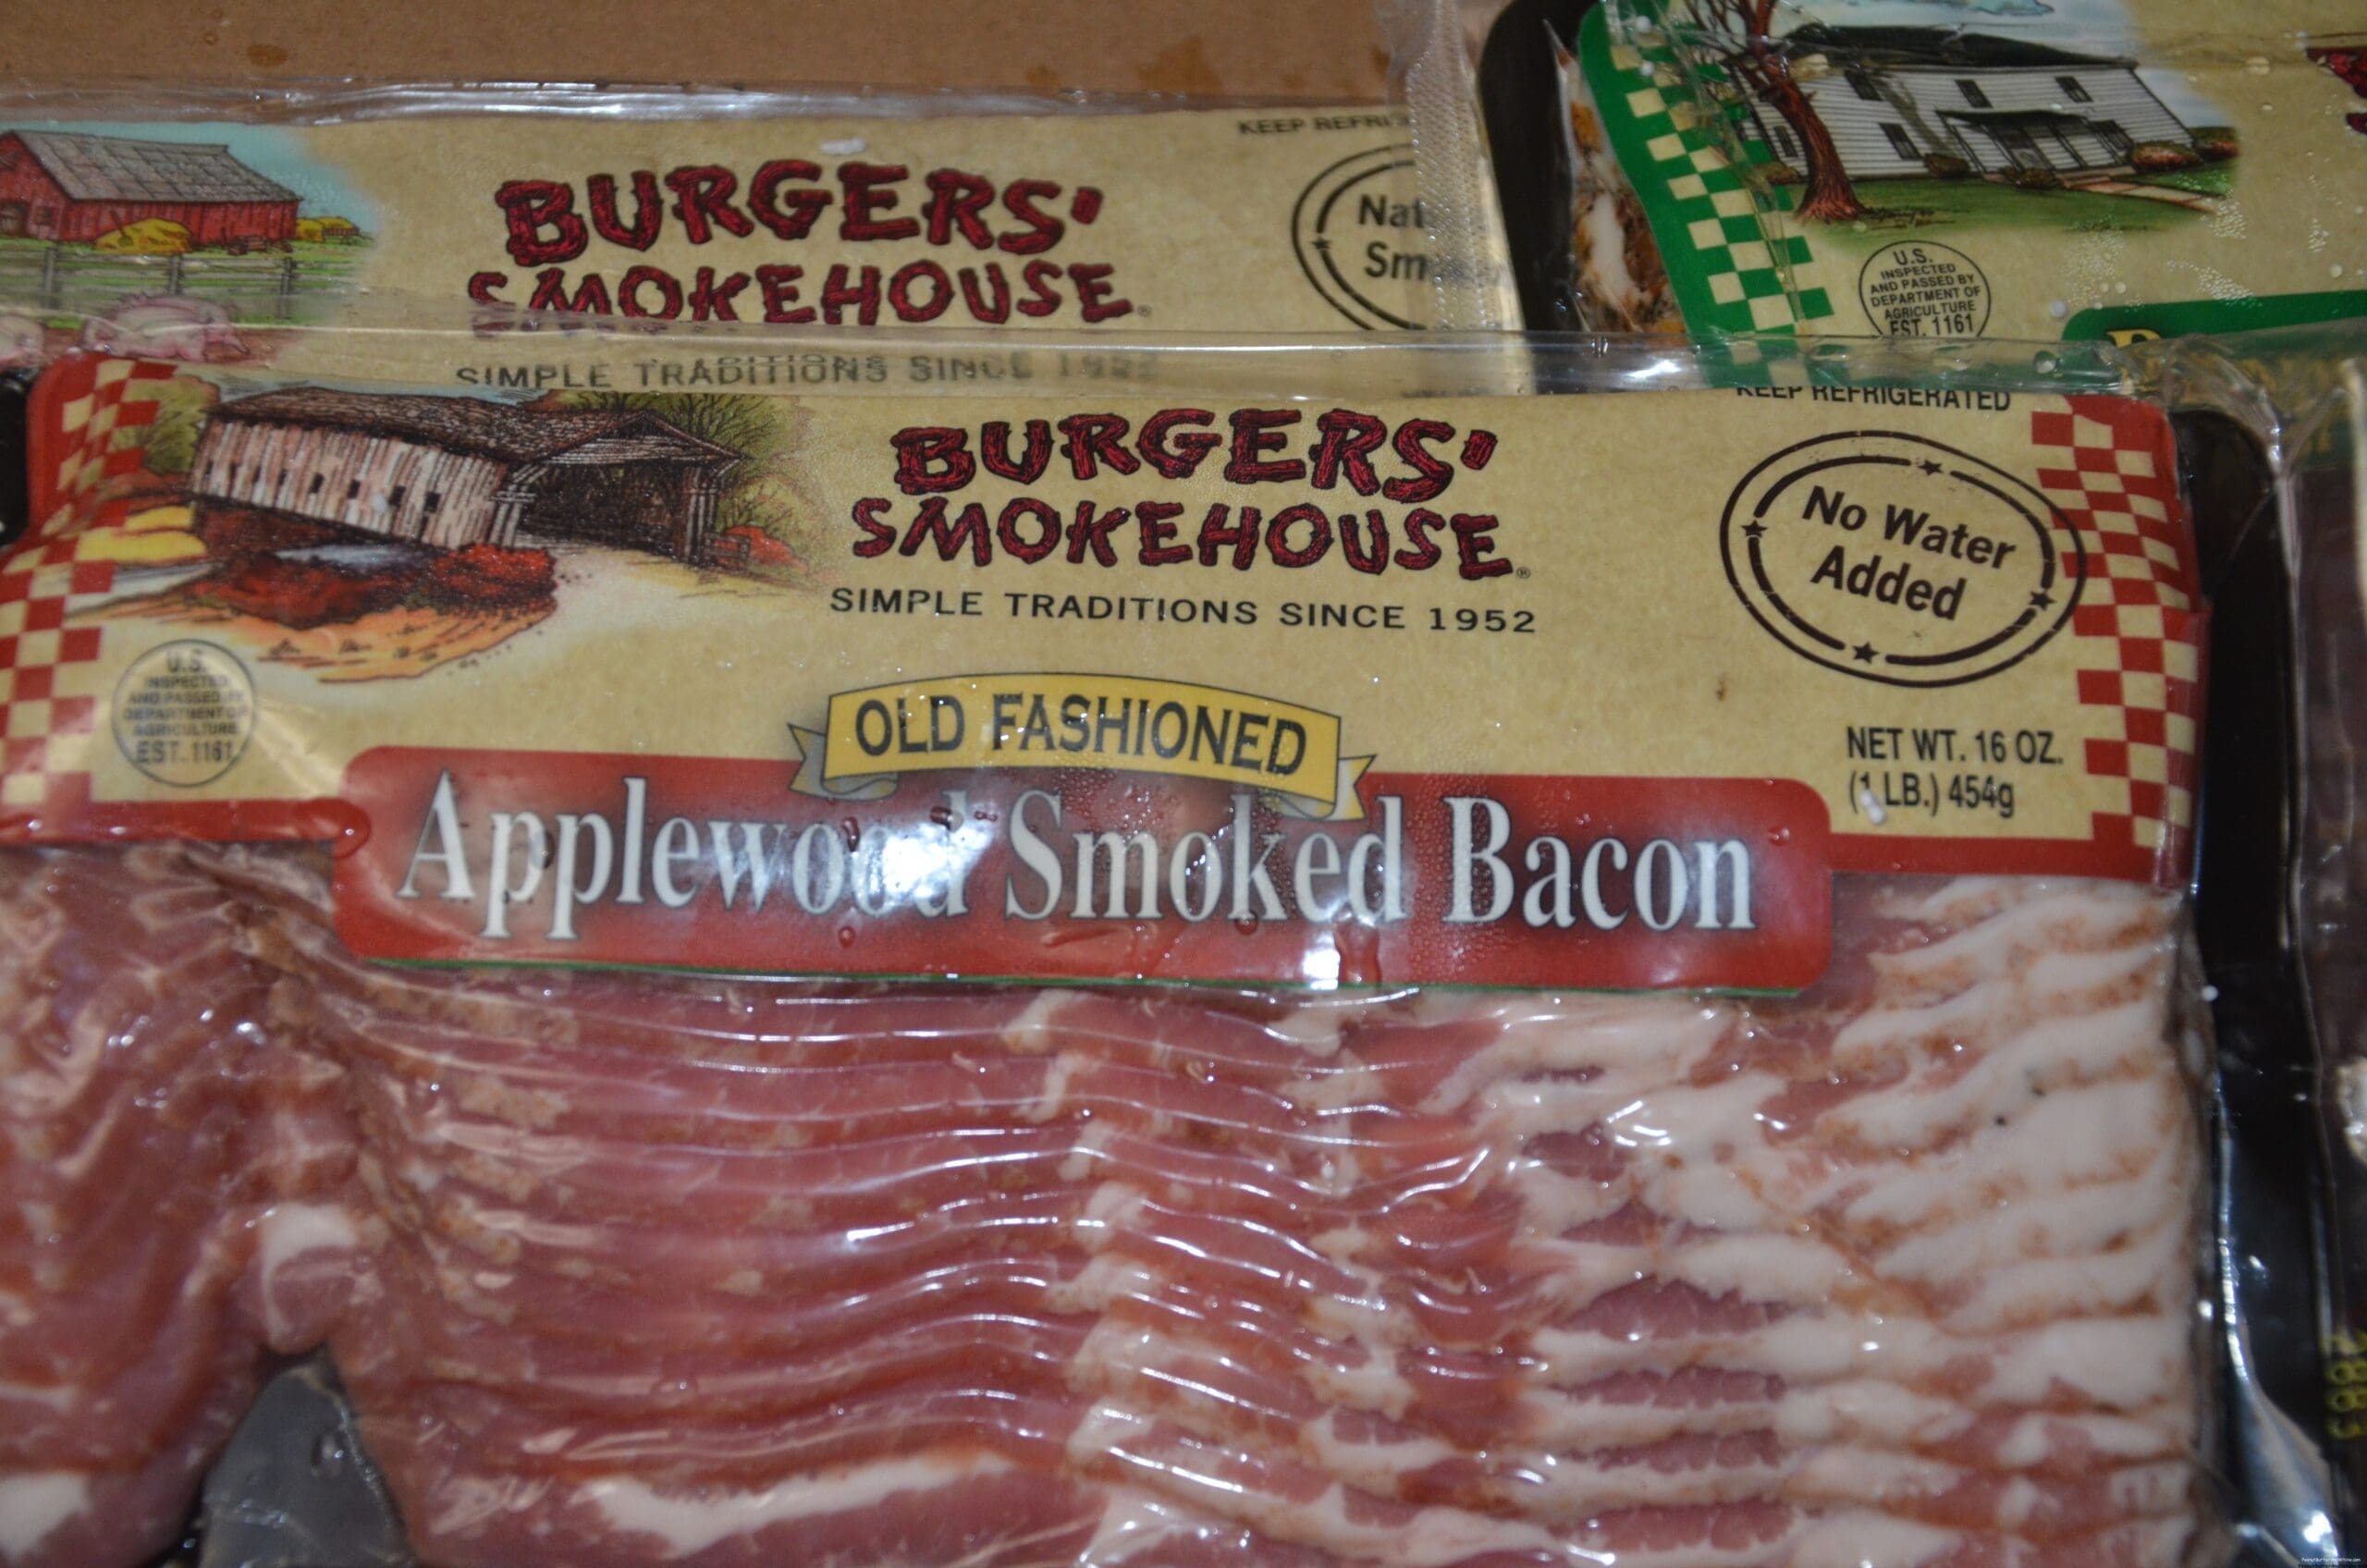 KEEP
BURGERS'
SMOKEHOUSE®
SIMPLE TRADITIONS SINCE 1952
U.S.
INSPECTED
AND PASSED BY
DEPARTMENT OF
AGRICULTURE
EST. 1161
KEEP REFRIGERATED
BURGERS'
SMOKEHOUSE®
SIMPLE TRADITIONS SINCE 1952
No Water
Added
U.S.
INSPECTED
AND PASSED BY
DEPARTMENT OF
AGRICULTURE
EST. 1161
OLD FASHIONED
NET WT. 16 OZ.
(1 LB.) 454g
Applewood Smoked Bacon